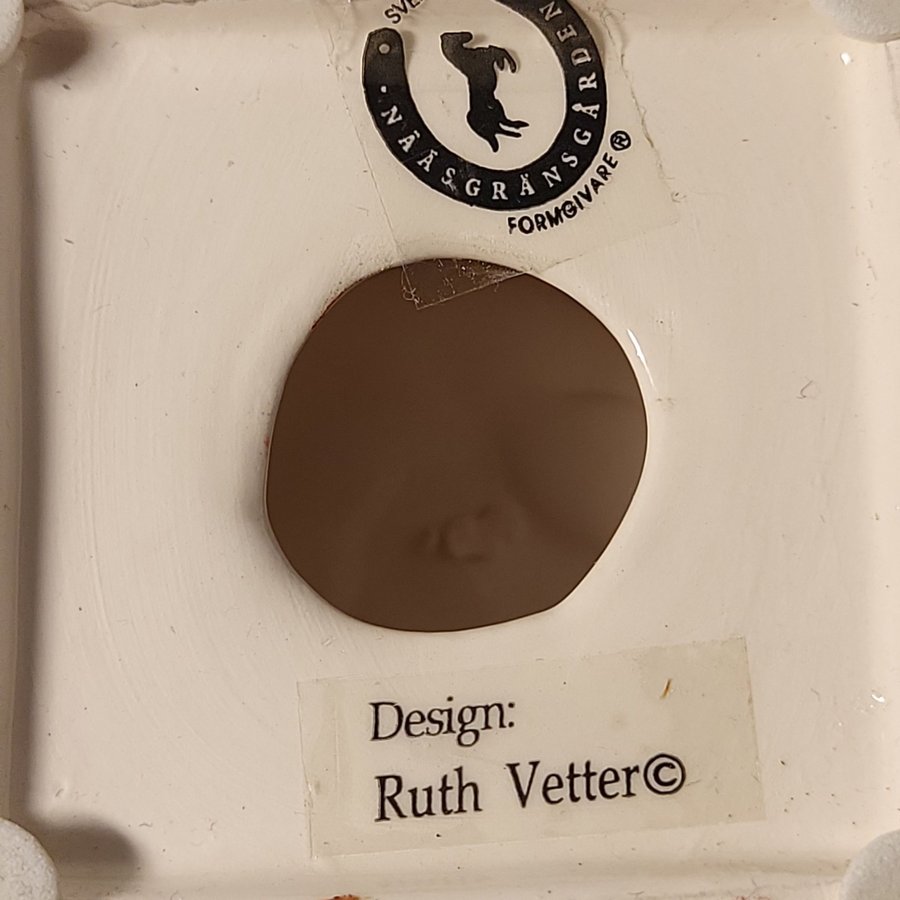 · NÄÄSGRÄNSGÅRDEN
FORMGIVARE®
Design:
Ruth Vetter©